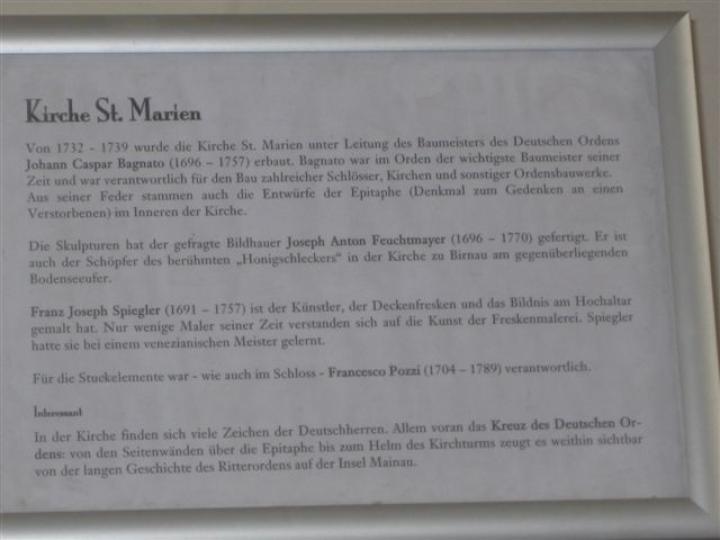 Kirche St. Marien
Von 1732 - 1739 wurde die Kirche St. Marien unter Leitung des Baumeisters des Deutschen Ordens
Johann Caspar Bagnato (1696 – 1757) erbaut. Bagnato war im Orden der wichtigste Baumeister seiner
Zeit und war verantwortlich für den Bau zahlreicher Schlösser, Kirchen und sonstiger Ordensbauwerke.
Aus seiner Feder stammen auch die Entwürfe der Epitaphe (Denkmal zum Gedenken an einen
Verstorbenen) im Inneren der Kirche.
Die Skulpturen hat der gefragte Bildhauer Joseph Anton Feuchtmayer (1696 – 1770) gefertigt. Er ist
auch der Schöpfer des berühmten „Honigschleckers“ in der Kirche zu Birnau am gegenüberliegenden
Bodenseeufer.
Franz Joseph Spiegler (1691 – 1757) ist der Künstler, der Deckenfresken und das Bildnis am Hochaltar
gemalt hat. Nur wenige Maler seiner Zeit verstanden sich auf die Kunst der Freskenmalerei. Spiegler
hatte sie bei einem venezianischen Meister gelernt.
Für die Stuckelemente war - wie auch im Schloss - Francesco Pozzi (1704 – 1789) verantwortlich.
Interessant
In der Kirche finden sich viele Zeichen der Deutschherren. Allem voran das Kreuz des Deutschen Or-
dens: von den Seitenwänden über die Epitaphe bis zum Helm des Kirchturms zeugt es weithin sichtbar
von der langen Geschichte des Ritterordens auf der Insel Mainau.